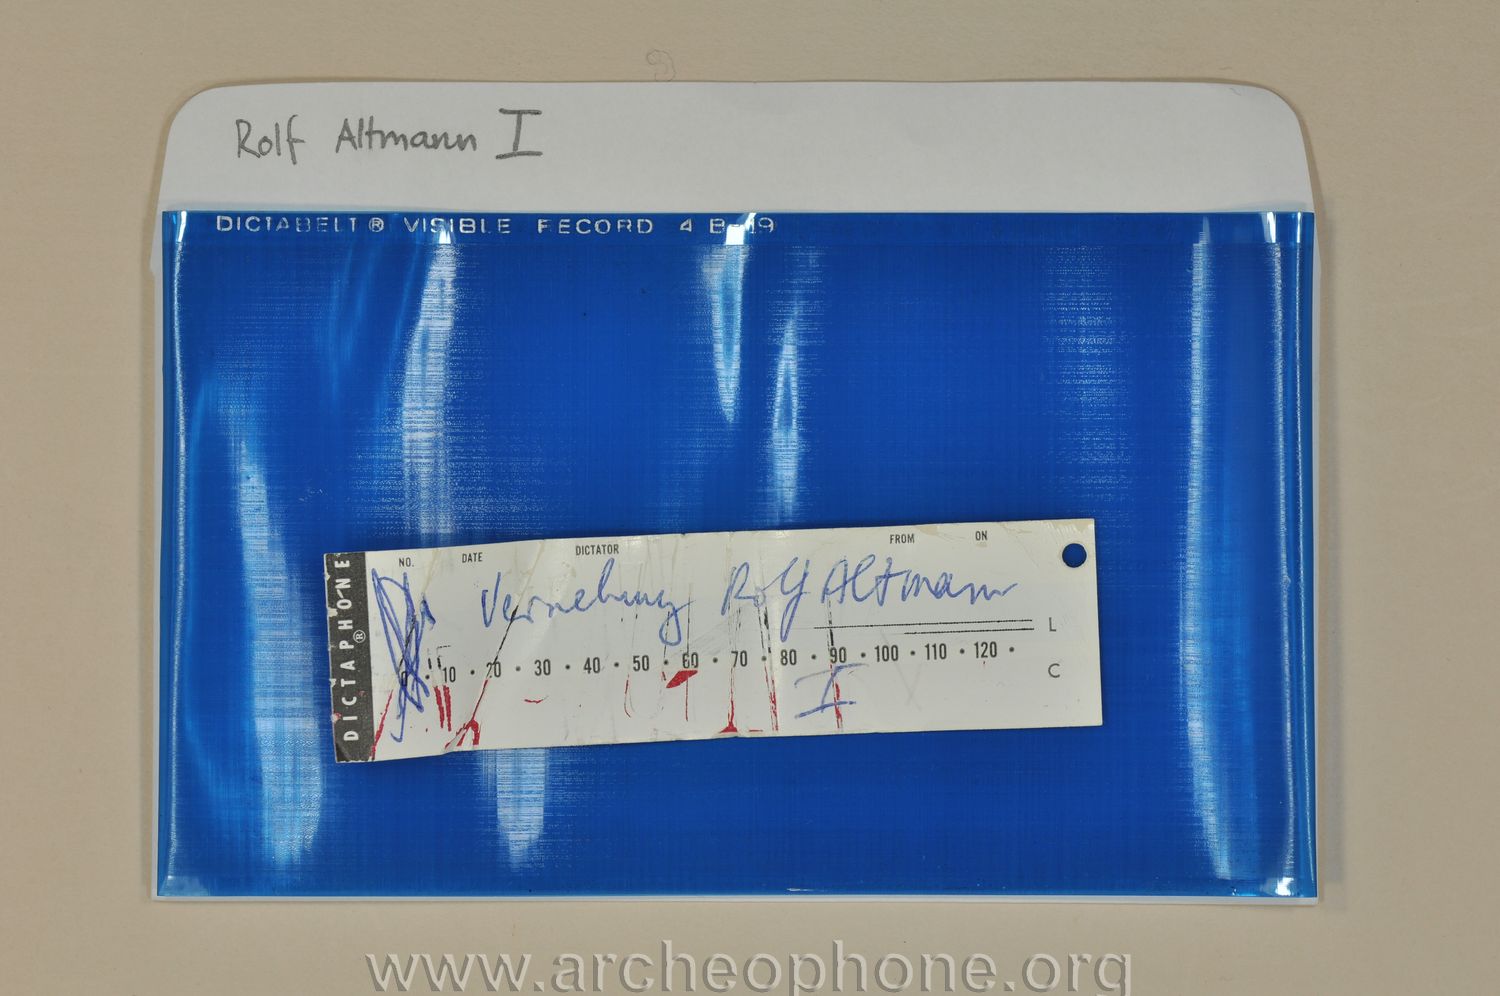 Rolf Altmann I
DICTABELT® VISIBLE RECORD 4 B-19
NO. DATE DICTATOR FROM ON
DICTAPHONE®
Vernehmung Rolf Altmann
L
0 · 10 · 20 · 30 · 40 · 50 · 60 · 70 · 80 · 90 · 100 · 110 · 120 ·
C
I
www.archeophone.org